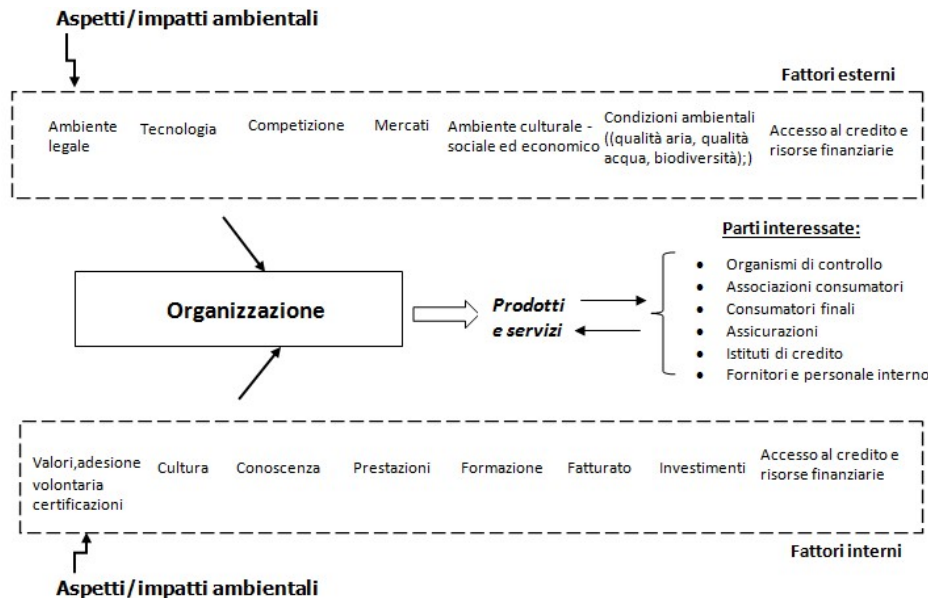 Aspetti/impatti ambientali
Fattori esterni
Ambiente
legale
Tecnologia
Competizione
Mercati
Ambiente culturale -
sociale ed economico
Condizioni ambientali
((qualità aria, qualità
acqua, biodiversità);)
Accesso al credito e
risorse finanziarie
Organizzazione
Prodotti
e servizi
Parti interessate:
• Organismi di controllo
• Associazioni consumatori
• Consumatori finali
• Assicurazioni
• Istituti di credito
• Fornitori e personale interno
Valori,adesione
volontaria
certificazioni
Cultura
Conoscenza
Prestazioni
Formazione
Fatturato
Investimenti
Accesso al credito e
risorse finanziarie
Fattori interni
Aspetti/impatti ambientali